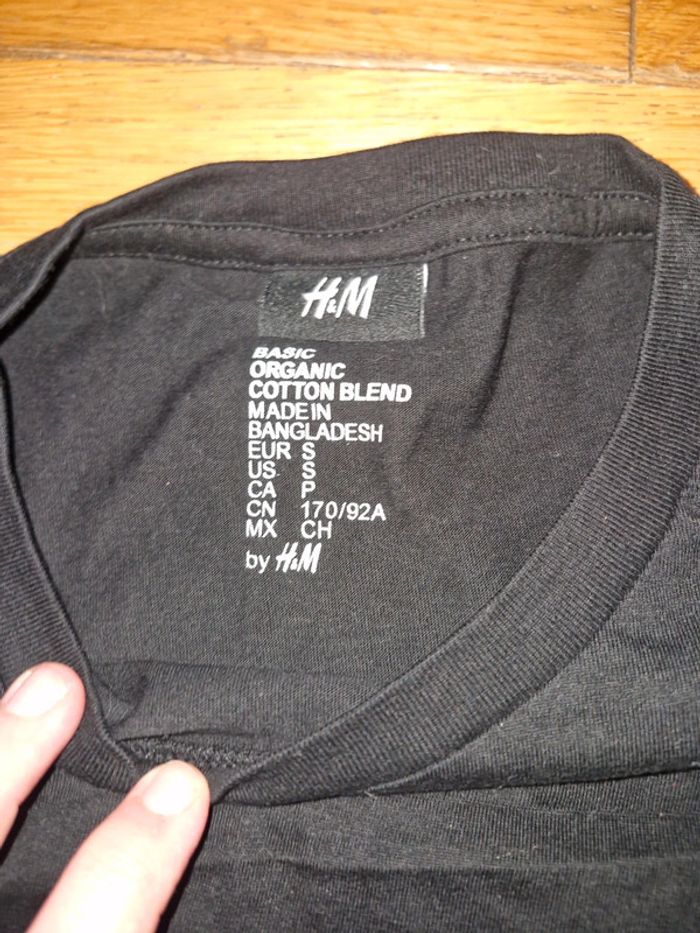 H&M
BASIC
ORGANIC
COTTON BLEND
MADE IN
BANGLADESH
EUR S
US S
CA P
CN 170/92A
MX CH
by H&M